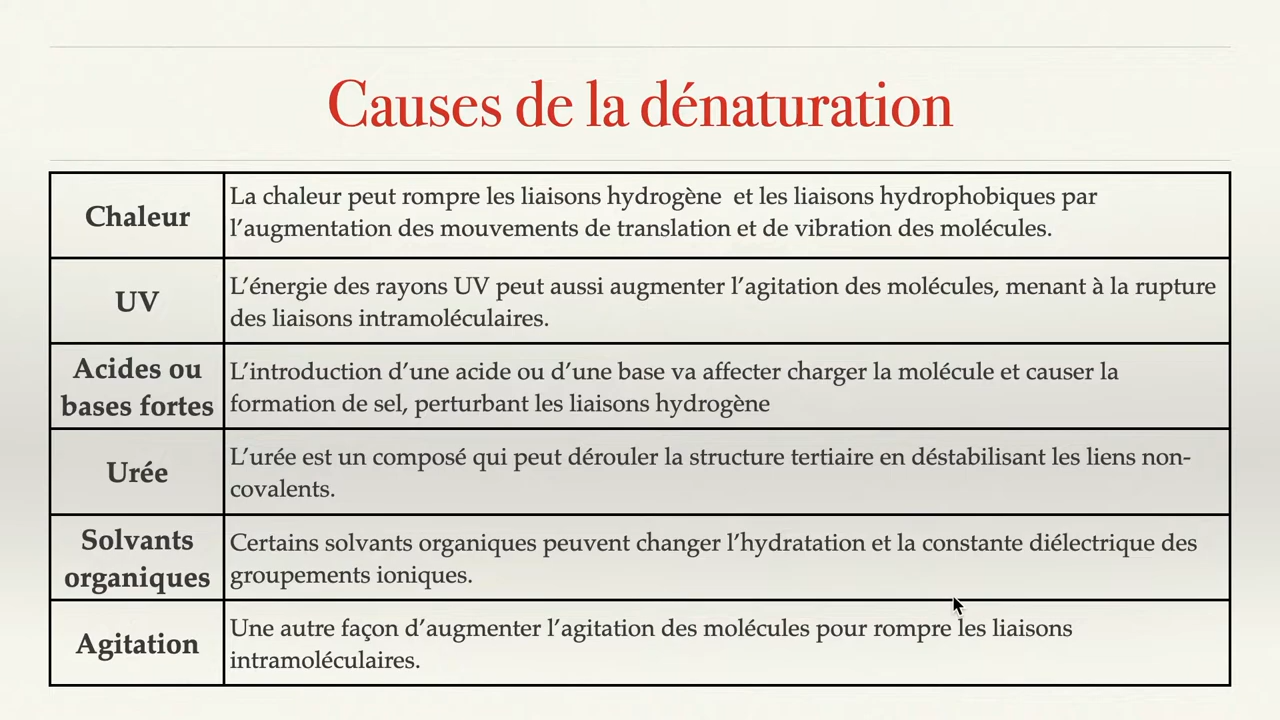 Causes de la dénaturation
Chaleur
La chaleur peut rompre les liaisons hydrogène et les liaisons hydrophobiques par
l’augmentation des mouvements de translation et de vibration des molécules.
UV
L’énergie des rayons UV peut aussi augmenter l’agitation des molécules, menant à la rupture
des liaisons intramoléculaires.
Acides ou
bases fortes
L’introduction d’une acide ou d’une base va affecter charger la molécule et causer la
formation de sel, perturbant les liaisons hydrogène
Urée
L’urée est un composé qui peut dérouler la structure tertiaire en déstabilisant les liens non-
covalents.
Solvants
organiques
Certains solvants organiques peuvent changer l’hydratation et la constante diélectrique des
groupements ioniques.
Agitation
Une autre façon d’augmenter l’agitation des molécules pour rompre les liaisons
intramoléculaires.